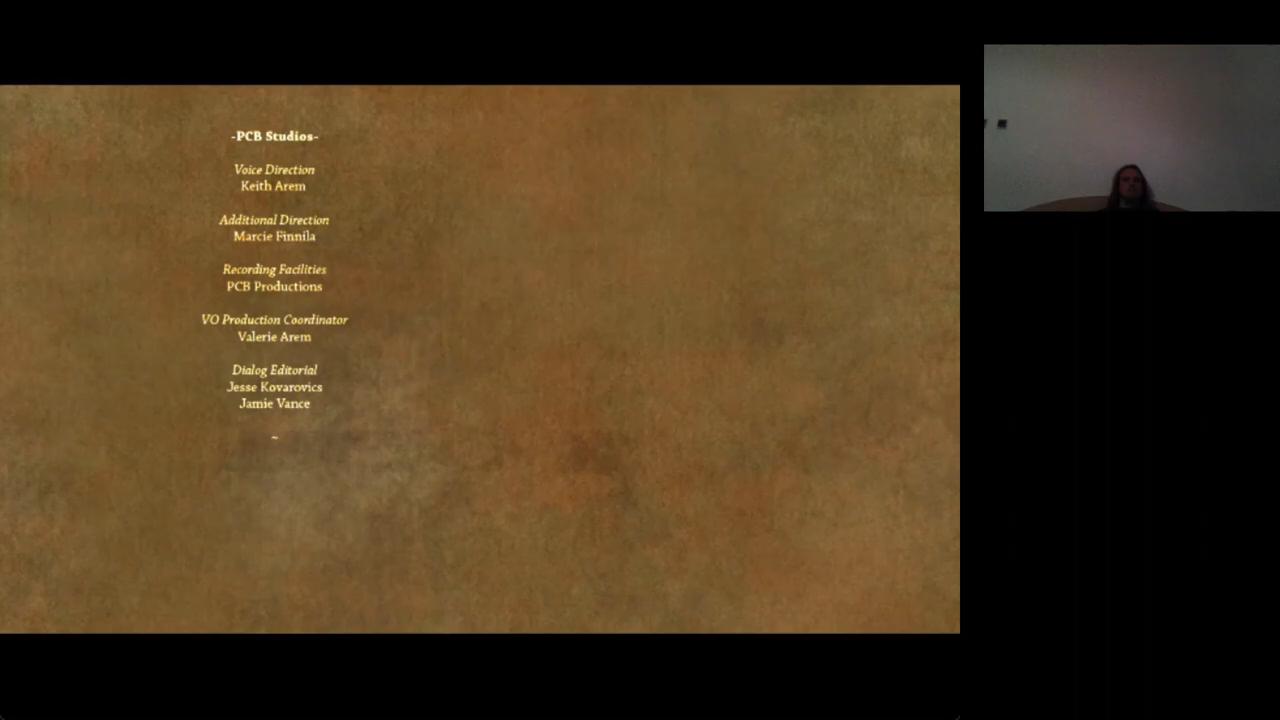 -PCB Studios-
Voice Direction
Keith Arem
Additional Direction
Marcie Finnila
Recording Facilities
PCB Productions
VO Production Coordinator
Valerie Arem
Dialog Editorial
Jesse Kovarovics
Jamie Vance
~